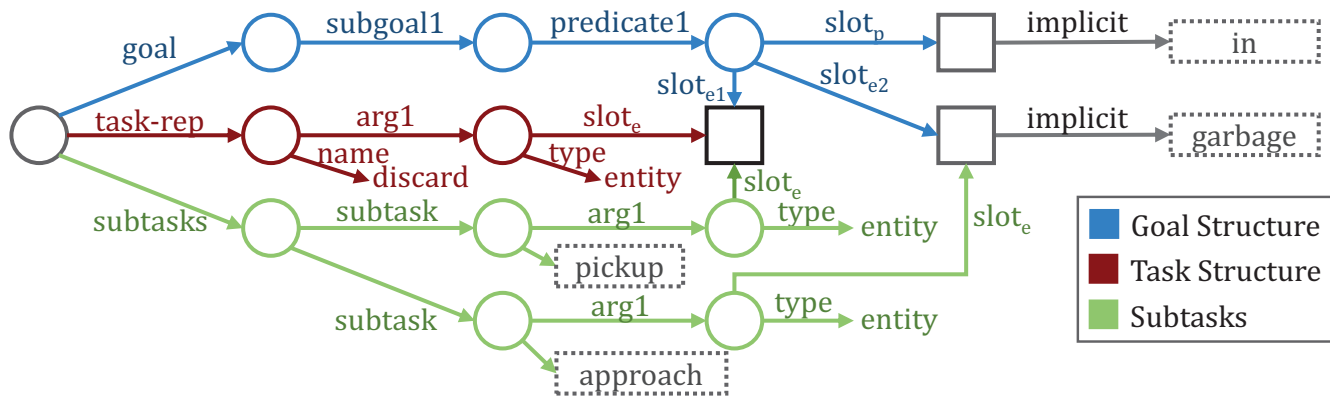 goal
subgoal1
predicate1
slotp
implicit
in
slote1
slote2
task-rep
arg1
slote
implicit
garbage
name
discard
type
entity
subtasks
subtask
arg1
slote
type
entity
slote
pickup
subtask
arg1
type
entity
approach
Goal Structure
Task Structure
Subtasks